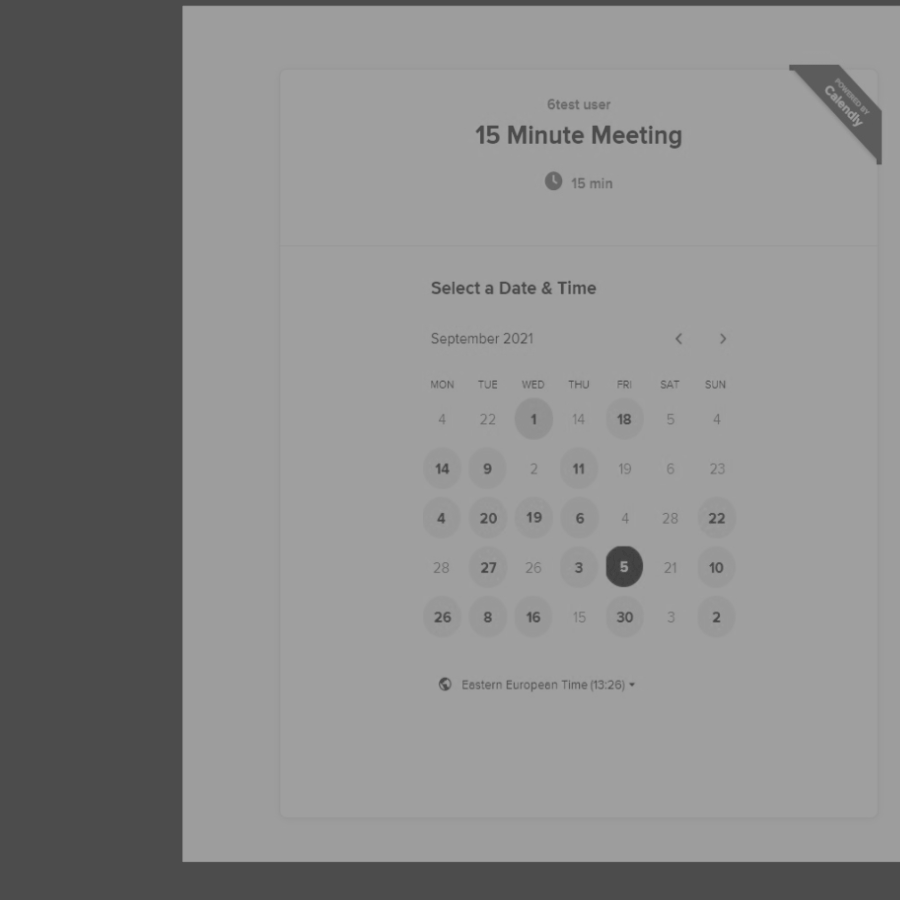 POWERED BY
Calendly
6test user
15 Minute Meeting
15 min
Select a Date & Time
September 2021
MON TUE WED THU FRI SAT SUN
4 22 1 14 18 5 4
14 9 2 11 19 6 23
4 20 19 6 4 28 22
28 27 26 3 5 21 10
26 8 16 15 30 3 2
Eastern European Time (13:26)